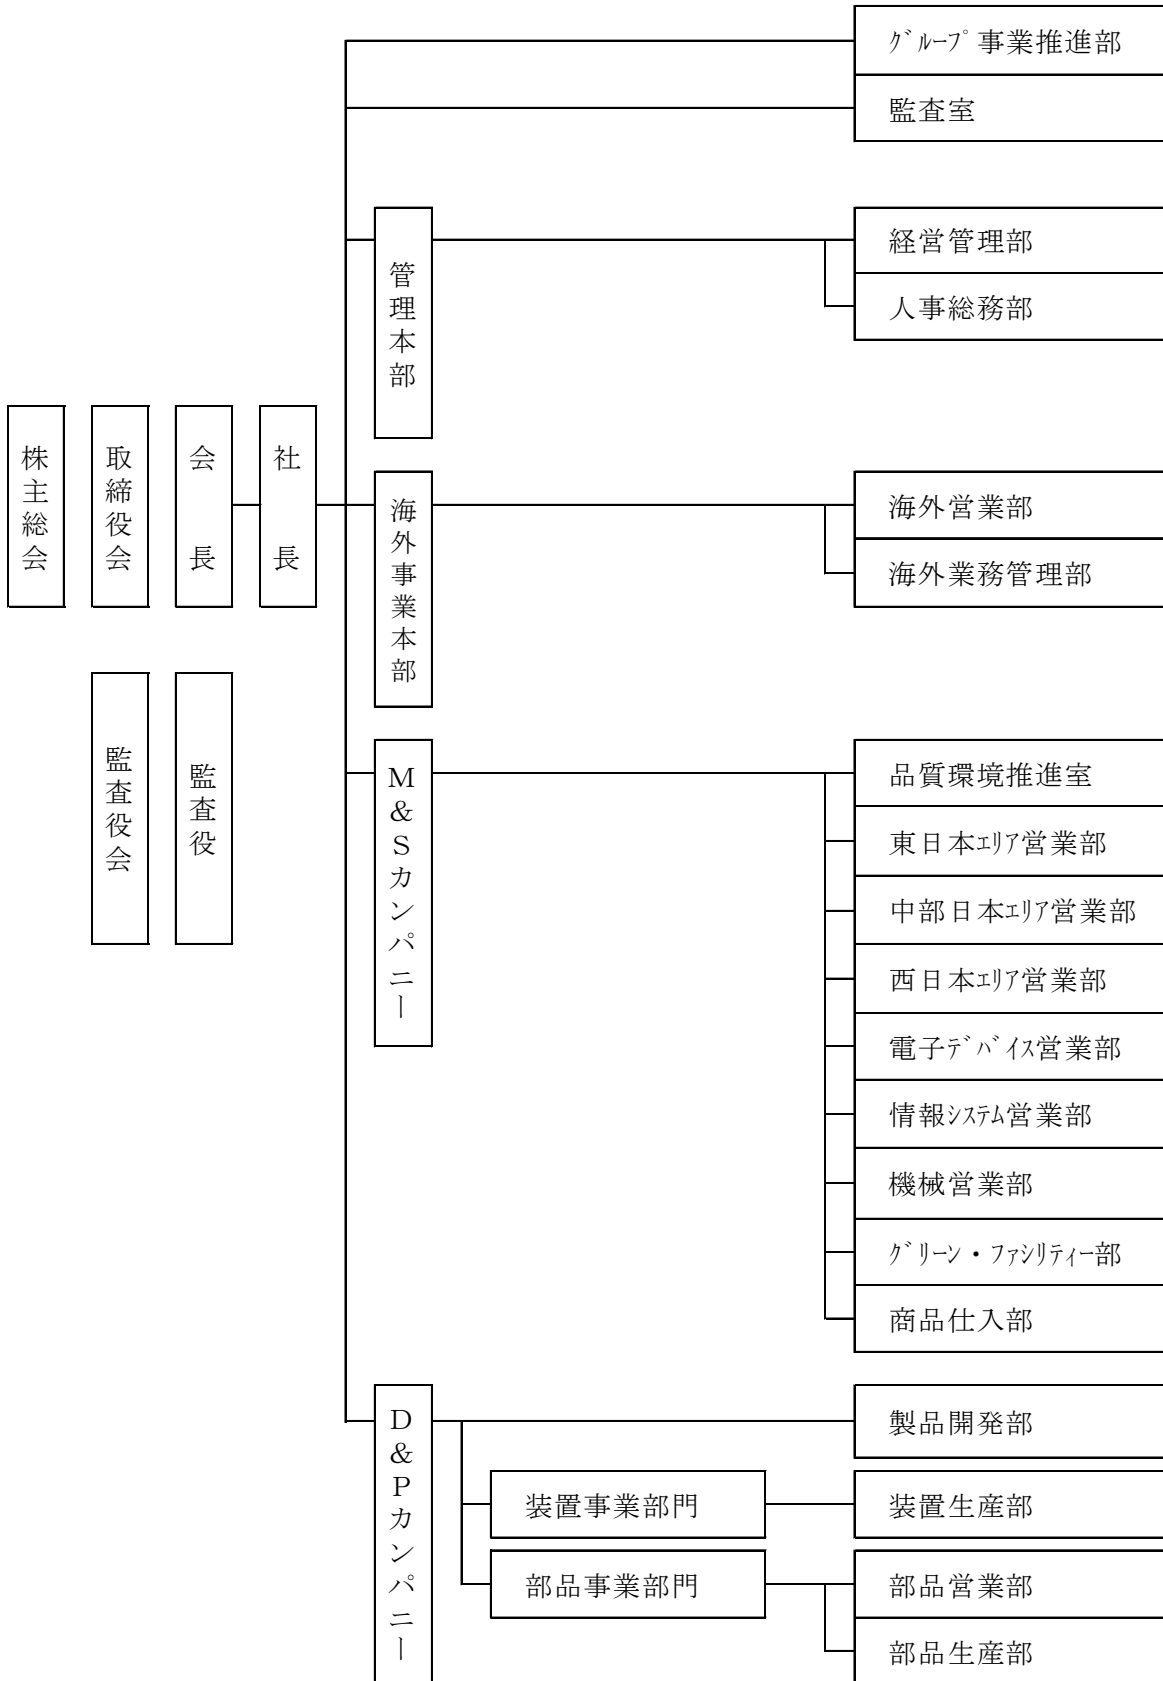 グループ事業推進部
監査室
管理本部
経営管理部
人事総務部
株主総会
取締役会
会長
社長
海外事業本部
海外営業部
海外業務管理部
監査役会
監査役
M&Sカンパニー
品質環境推進室
東日本エリア営業部
中部日本エリア営業部
西日本エリア営業部
電子デバイス営業部
情報システム営業部
機械営業部
グリーン・ファシリティー部
商品仕入部
D&Pカンパニー
製品開発部
装置事業部門
装置生産部
部品事業部門
部品営業部
部品生産部